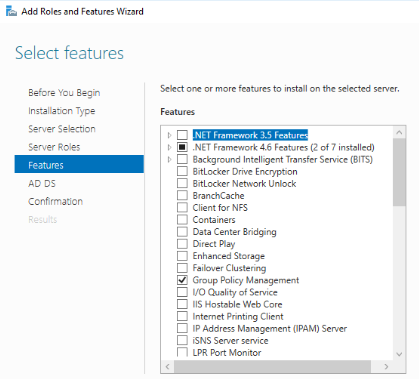 Add Roles and Features Wizard
Select features
Before You Begin
Installation Type
Server Selection
Server Roles
Features
AD DS
Confirmation
Results
Select one or more features to install on the selected server.
Features
.NET Framework 3.5 Features
.NET Framework 4.6 Features (2 of 7 installed)
Background Intelligent Transfer Service (BITS)
BitLocker Drive Encryption
BitLocker Network Unlock
BranchCache
Client for NFS
Containers
Data Center Bridging
Direct Play
Enhanced Storage
Failover Clustering
Group Policy Management
I/O Quality of Service
IIS Hostable Web Core
Internet Printing Client
IP Address Management (IPAM) Server
iSNS Server service
LPR Port Monitor